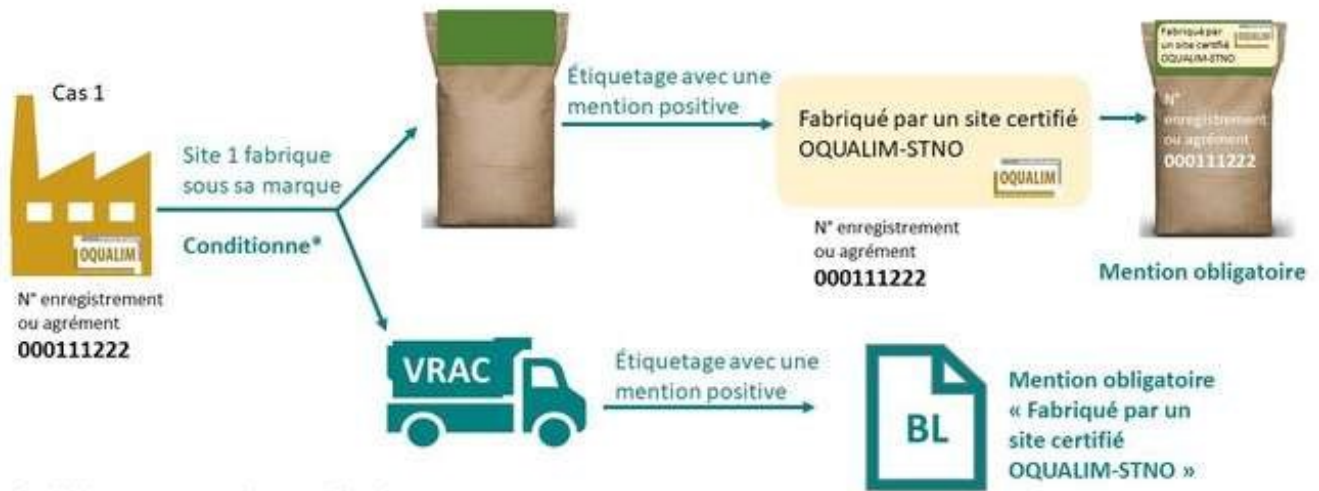 Cas 1
OQUALIM
N° enregistrement
ou agrément
000111222
Site 1 fabrique
sous sa marque
Conditionne*
Étiquetage avec une
mention positive
Fabriqué par un site certifié
OQUALIM-STNO
OQUALIM
N° enregistrement
ou agrément
000111222
Fabriqué par
un site certifié
OQUALIM-STNO
N°
enregistrement
ou agrément
000111222
Mention obligatoire
VRAC
Étiquetage avec une
mention positive
BL
Mention obligatoire
« Fabriqué par un
site certifié
OQUALIM-STNO »